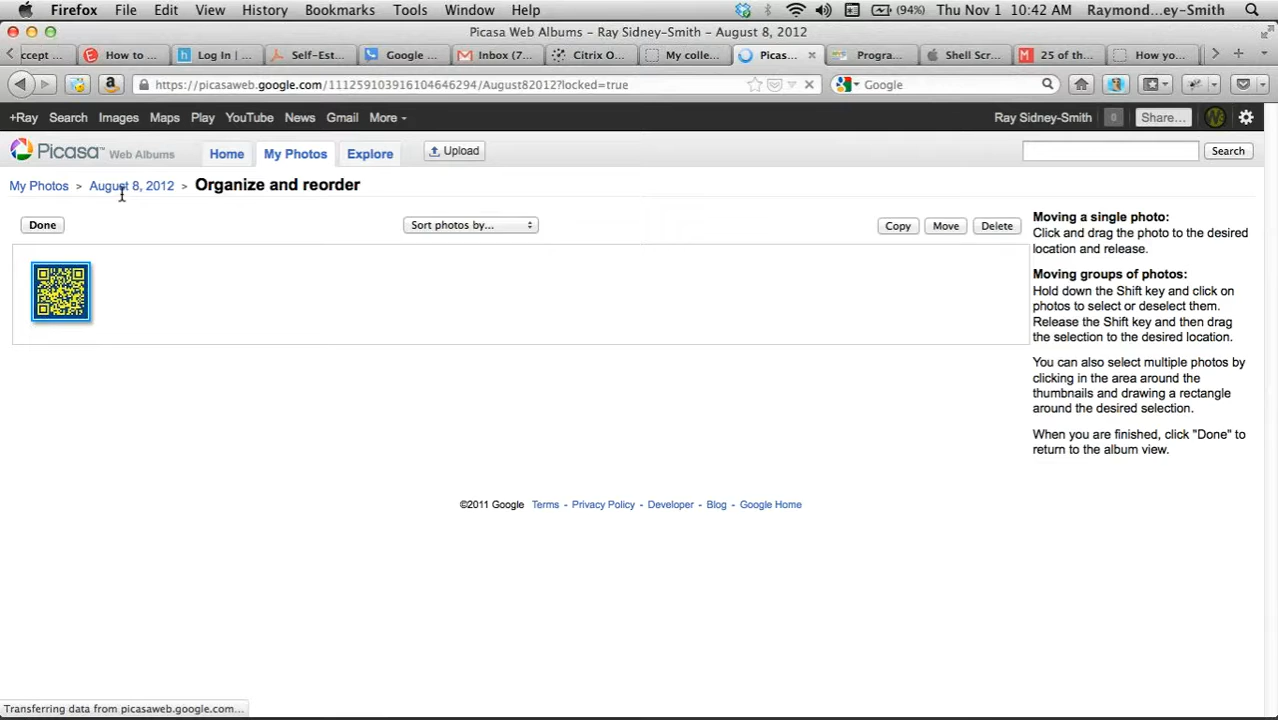 Firefox File Edit View History Bookmarks Tools Window Help (94%) Thu Nov 1 10:42 AM Raymond...ey-Smith
Picasa Web Albums - Ray Sidney-Smith - August 8, 2012
ccept... How to ... Log In | ... Self-Est... Google ... Inbox (7... Citrix O... My colle... Picas... Progra... Shell Scr... 25 of th... How yo...
https://picasaweb.google.com/111259103916104646294/August82012?locked=true Google
+Ray Search Images Maps Play YouTube News Gmail More Ray Sidney-Smith 0 Share...
Picasa™ Web Albums Home My Photos Explore Upload Search
My Photos > August 8, 2012 > Organize and reorder
Done Sort photos by... Copy Move Delete
Moving a single photo:
Click and drag the photo to the desired
location and release.
Moving groups of photos:
Hold down the Shift key and click on
photos to select or deselect them.
Release the Shift key and then drag
the selection to the desired location.
You can also select multiple photos by
clicking in the area around the
thumbnails and drawing a rectangle
around the desired selection.
When you are finished, click "Done" to
return to the album view.
©2011 Google Terms - Privacy Policy - Developer - Blog - Google Home
Transferring data from picasaweb.google.com...